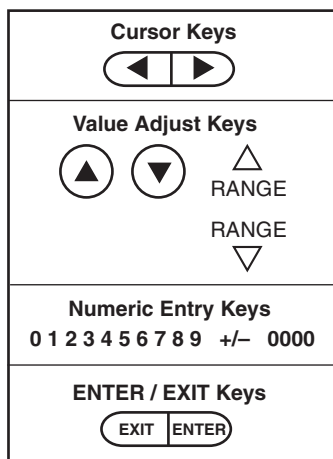 Cursor Keys
Value Adjust Keys
RANGE
RANGE
Numeric Entry Keys
0 1 2 3 4 5 6 7 8 9 +/– 0000
ENTER / EXIT Keys
EXIT ENTER